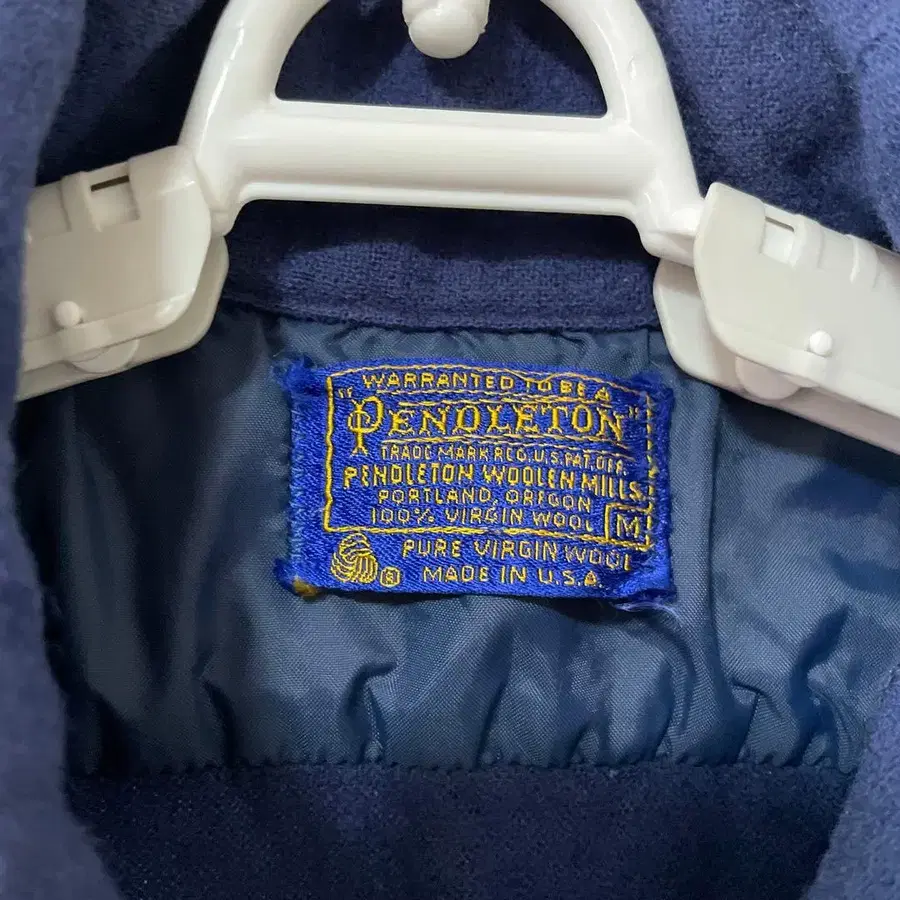 WARRANTED TO BE A
"PENDLETON"
TRADE MARK REG. U.S. PAT. OFF.
PENDLETON WOOLEN MILLS
PORTLAND, OREGON
100% VIRGIN WOOL M
PURE VIRGIN WOOL
® MADE IN U.S.A.